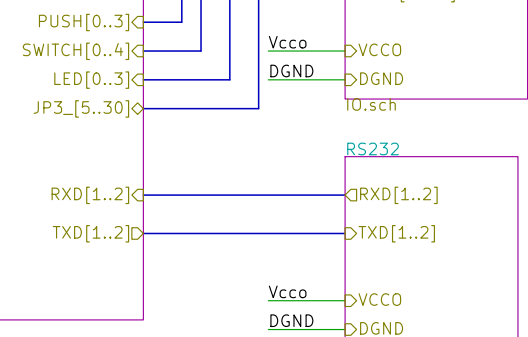 PUSH[0..3]
SWITCH[0..4]
LED[0..3]
JP3_[5..30]
RXD[1..2]
TXD[1..2]
Vcco
VCCO
DGND
DGND
IO.sch
RS232
RXD[1..2]
TXD[1..2]
Vcco
VCCO
DGND
DGND